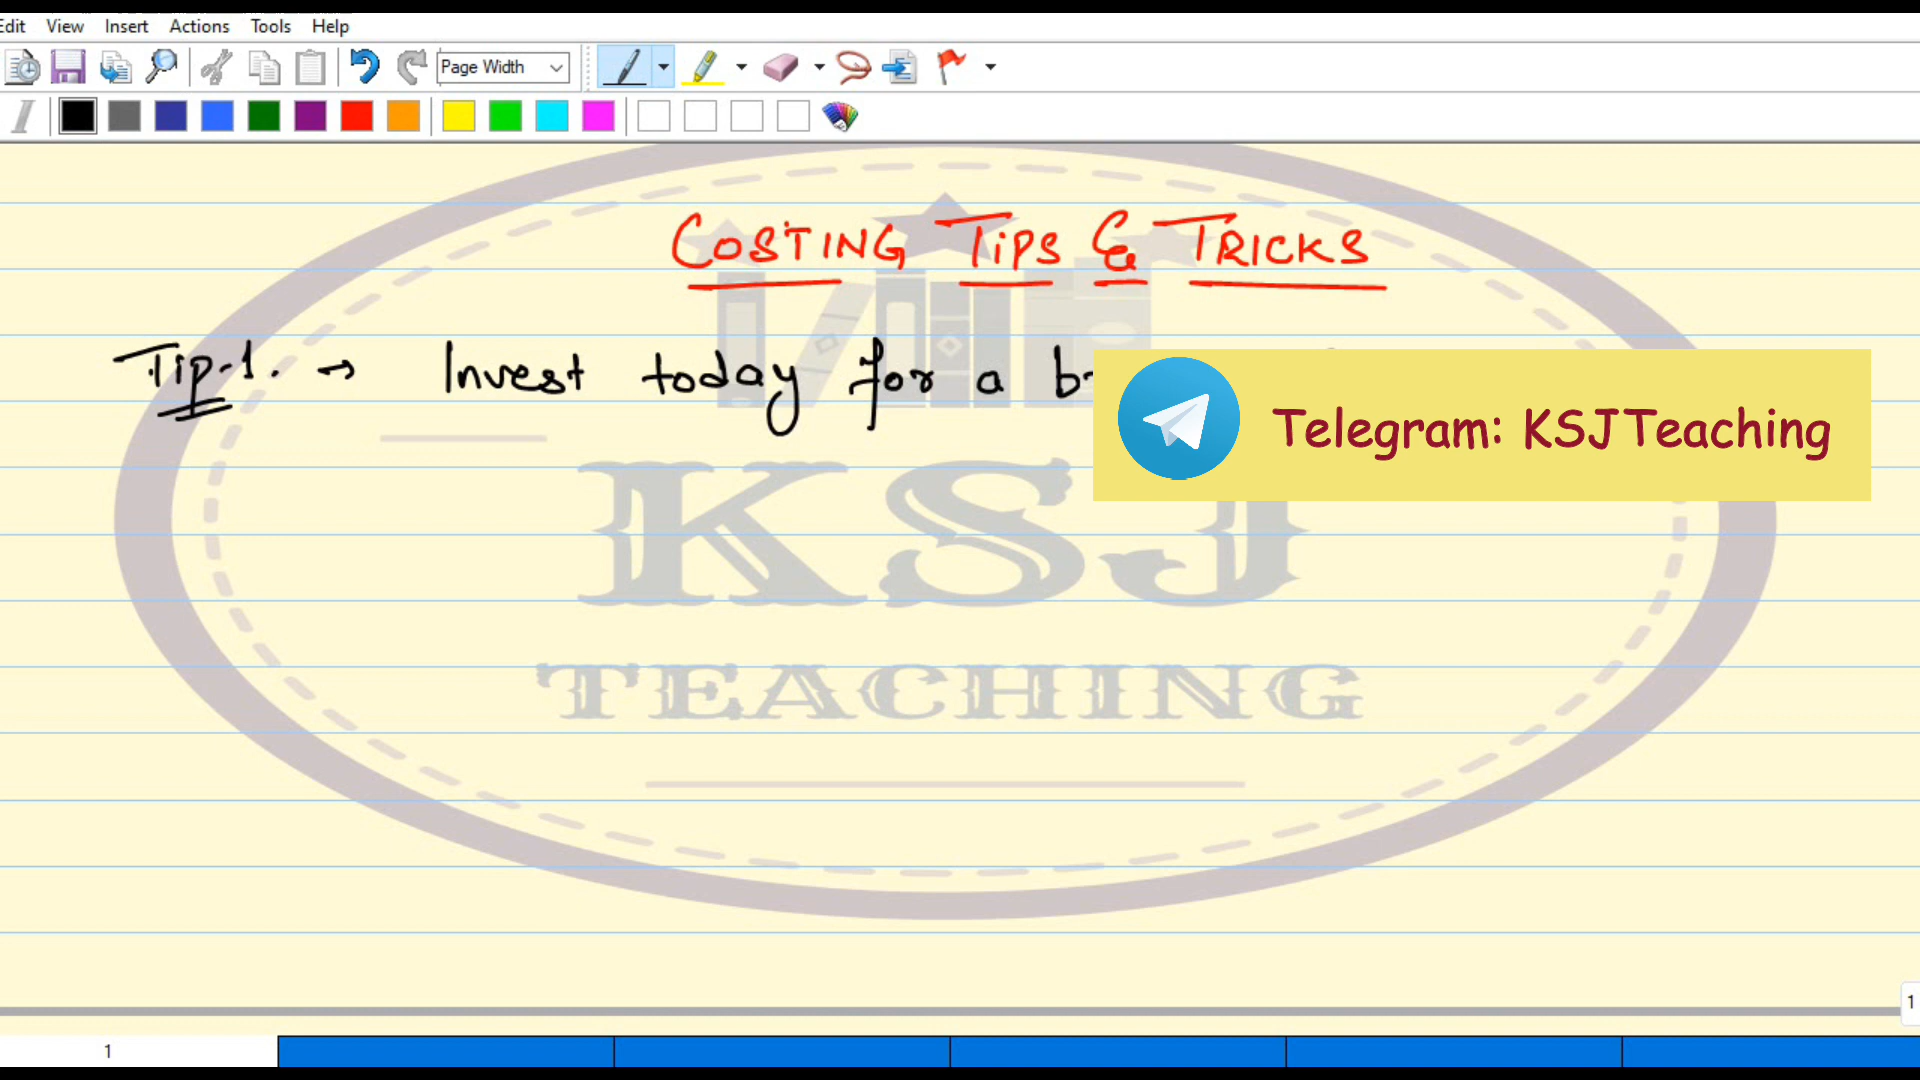 Edit View Insert Actions Tools Help
Page Width
COSTING TIPS & TRICKS
Tip-1. → Invest today for a
Telegram: KSJTeaching
KSJ
TEACHING
1
1